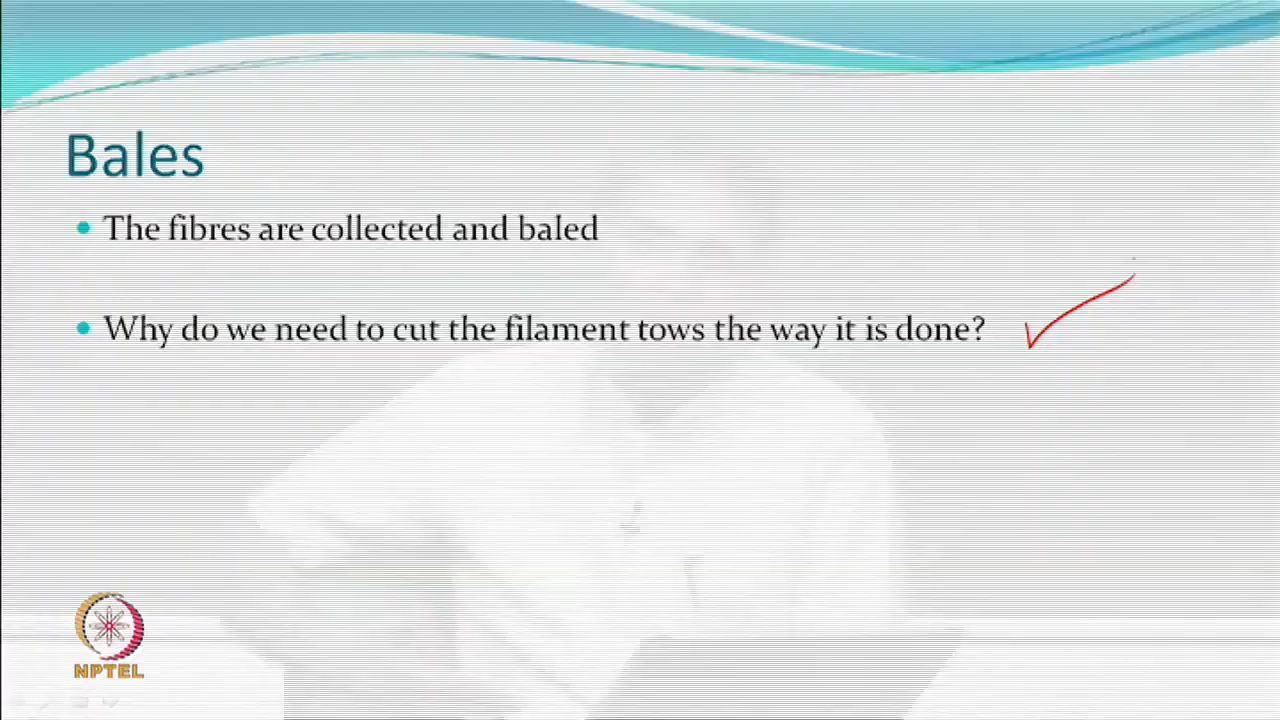 Bales
The fibres are collected and baled
Why do we need to cut the filament tows the way it is done?
NPTEL